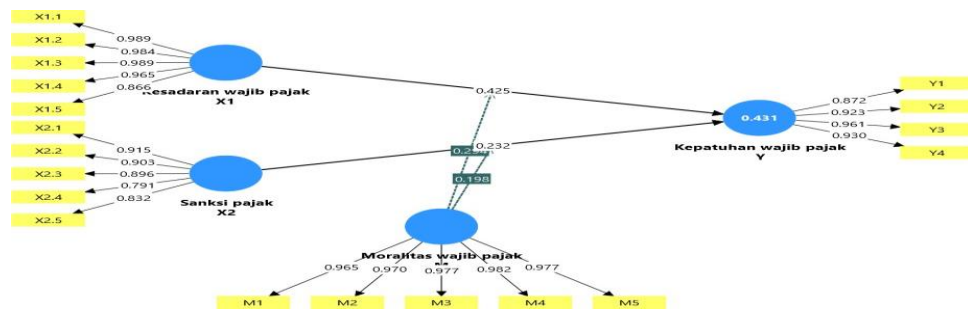 X1.1
X1.2
X1.3
X1.4
X1.5
0.989
0.984
0.989
0.965
0.866
Kesadaran wajib pajak
X1
X2.1
X2.2
X2.3
X2.4
X2.5
0.915
0.903
0.896
0.791
0.832
Sanksi pajak
X2
0.425
0.232
0.198
0.431
Kepatuhan wajib pajak
Y
0.872
0.923
0.961
0.930
Y1
Y2
Y3
Y4
Moralitas wajib pajak
0.965
0.970
0.977
0.982
0.977
M1
M2
M3
M4
M5